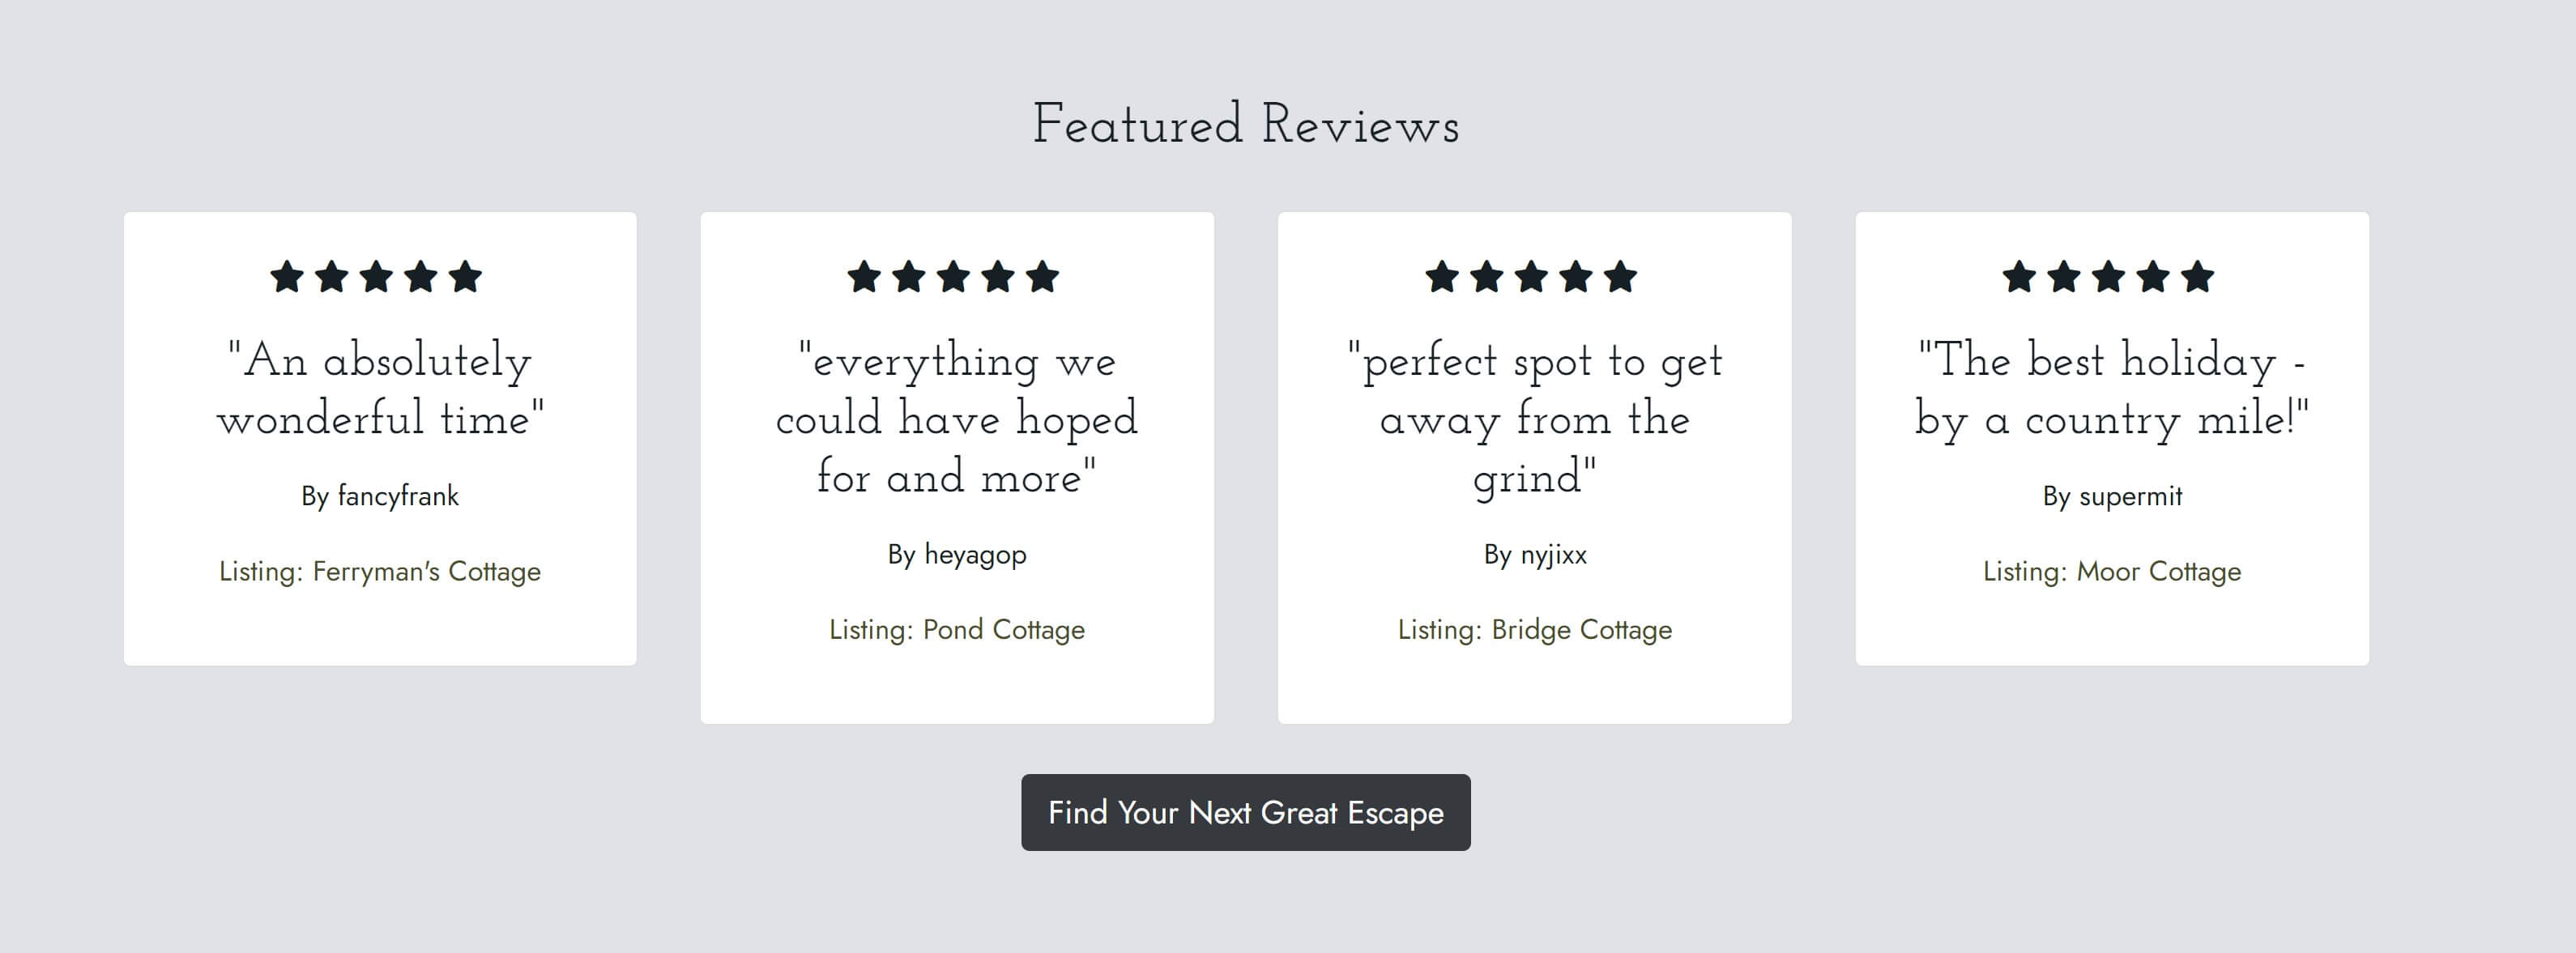 Featured Reviews
"An absolutely
wonderful time"
By fancyfrank
Listing: Ferryman's Cottage
"everything we
could have hoped
for and more"
By heyagop
Listing: Pond Cottage
"perfect spot to get
away from the
grind"
By nyjixx
Listing: Bridge Cottage
"The best holiday -
by a country mile!"
By supermit
Listing: Moor Cottage
Find Your Next Great Escape